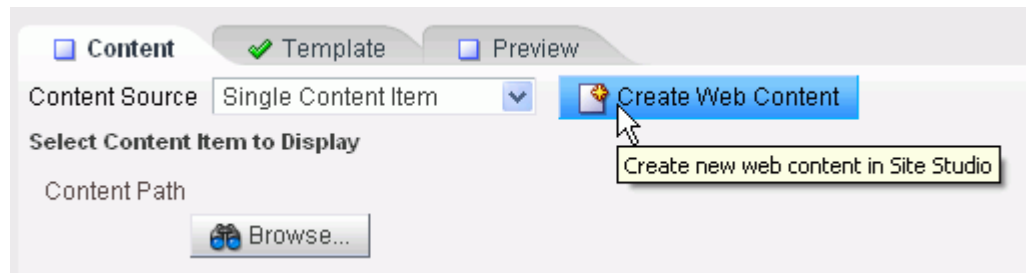 Content Template Preview
Content Source Single Content Item Create Web Content
Select Content Item to Display
Create new web content in Site Studio
Content Path
Browse...